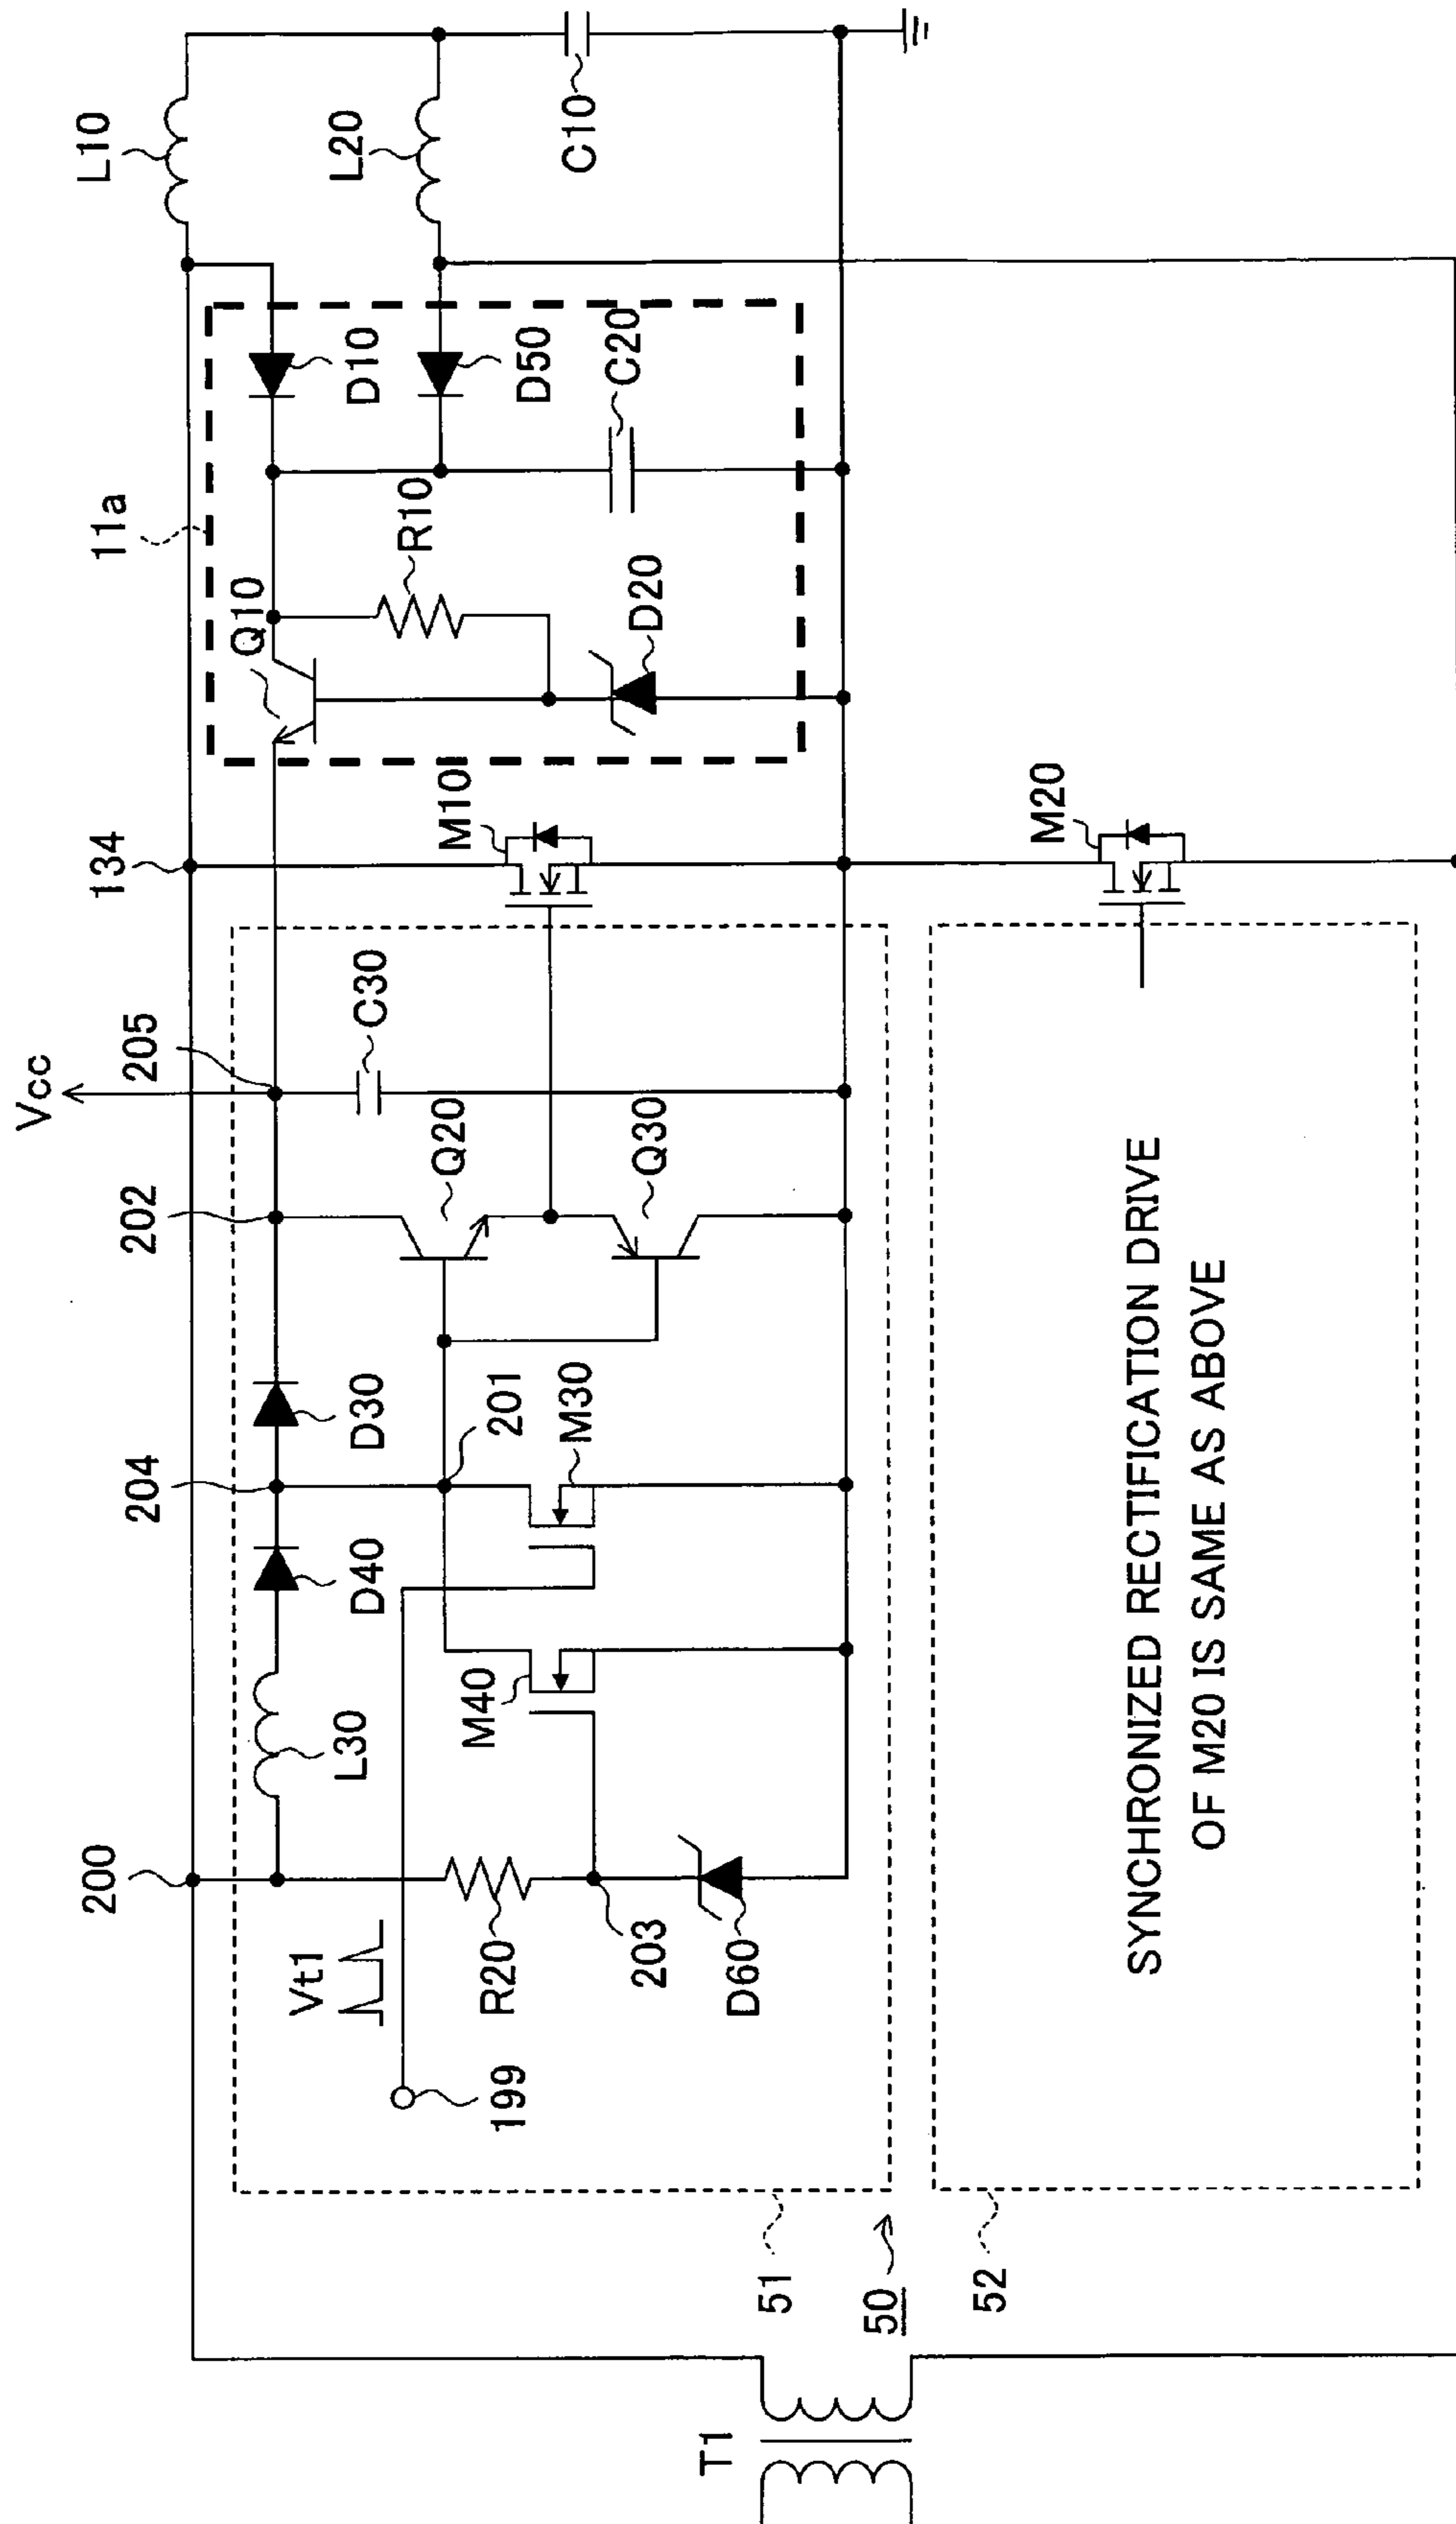 L10
L20
C10
D10
D50
C20
11a
R10
Q10
D20
134
M10
M20
Vcc
205
C30
202
Q20
Q30
204
D30
201
M30
D40
M40
L30
200
Vt1
R20
203
D60
199
SYNCHRONIZED RECTIFICATION DRIVE
OF M20 IS SAME AS ABOVE
51
50
52
T1